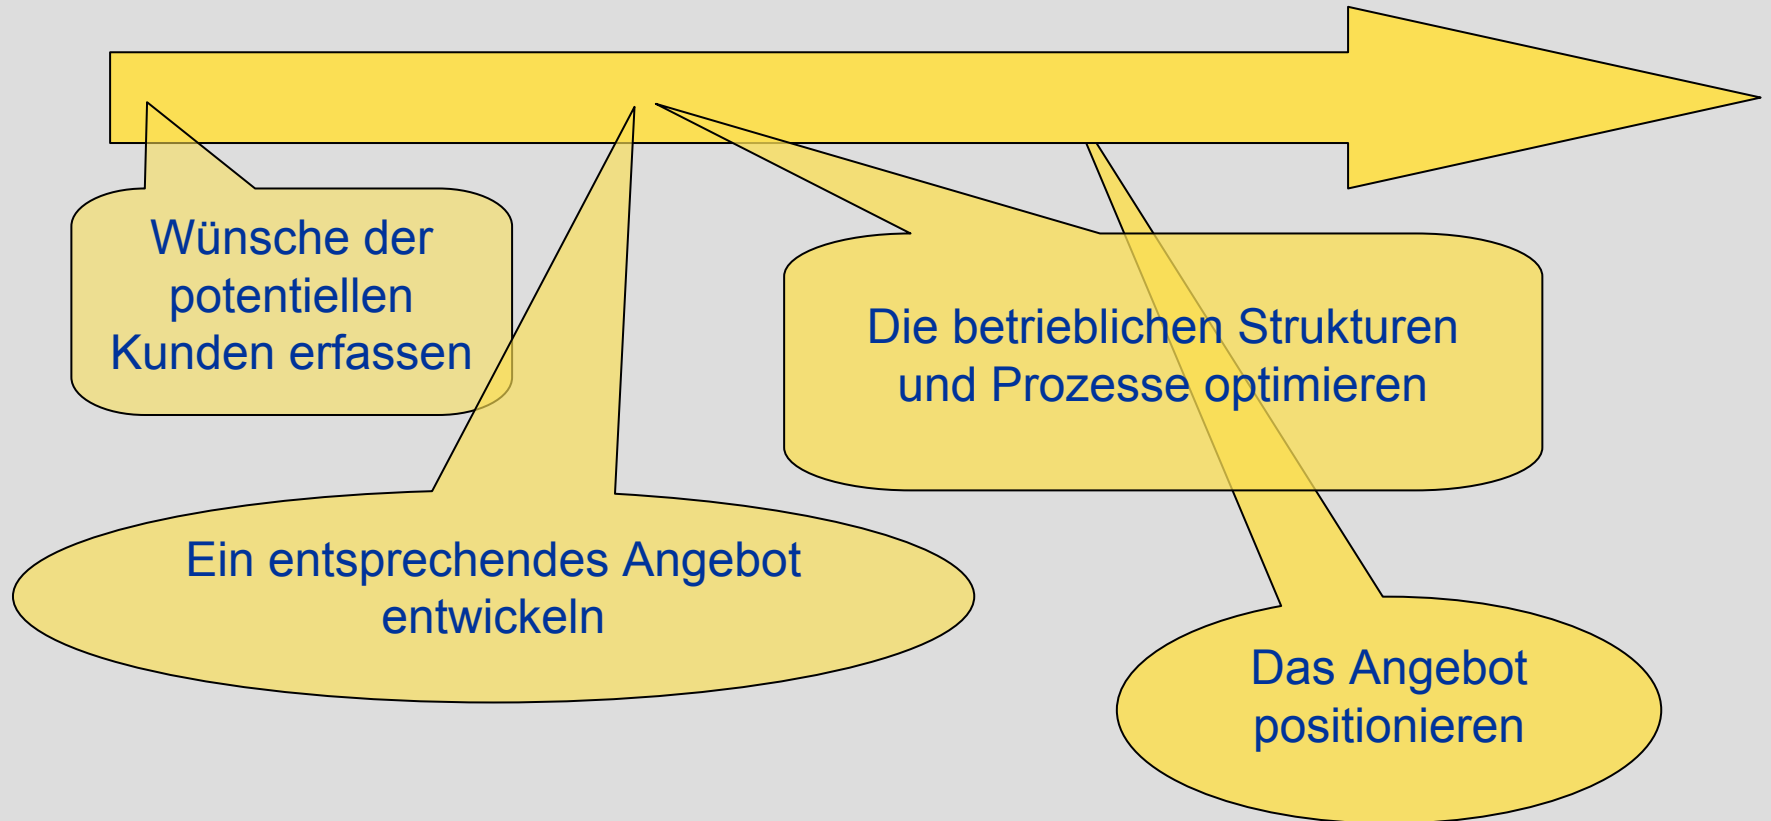 Wünsche der
potentiellen
Kunden erfassen
Ein entsprechendes Angebot
entwickeln
Die betrieblichen Strukturen
und Prozesse optimieren
Das Angebot
positionieren